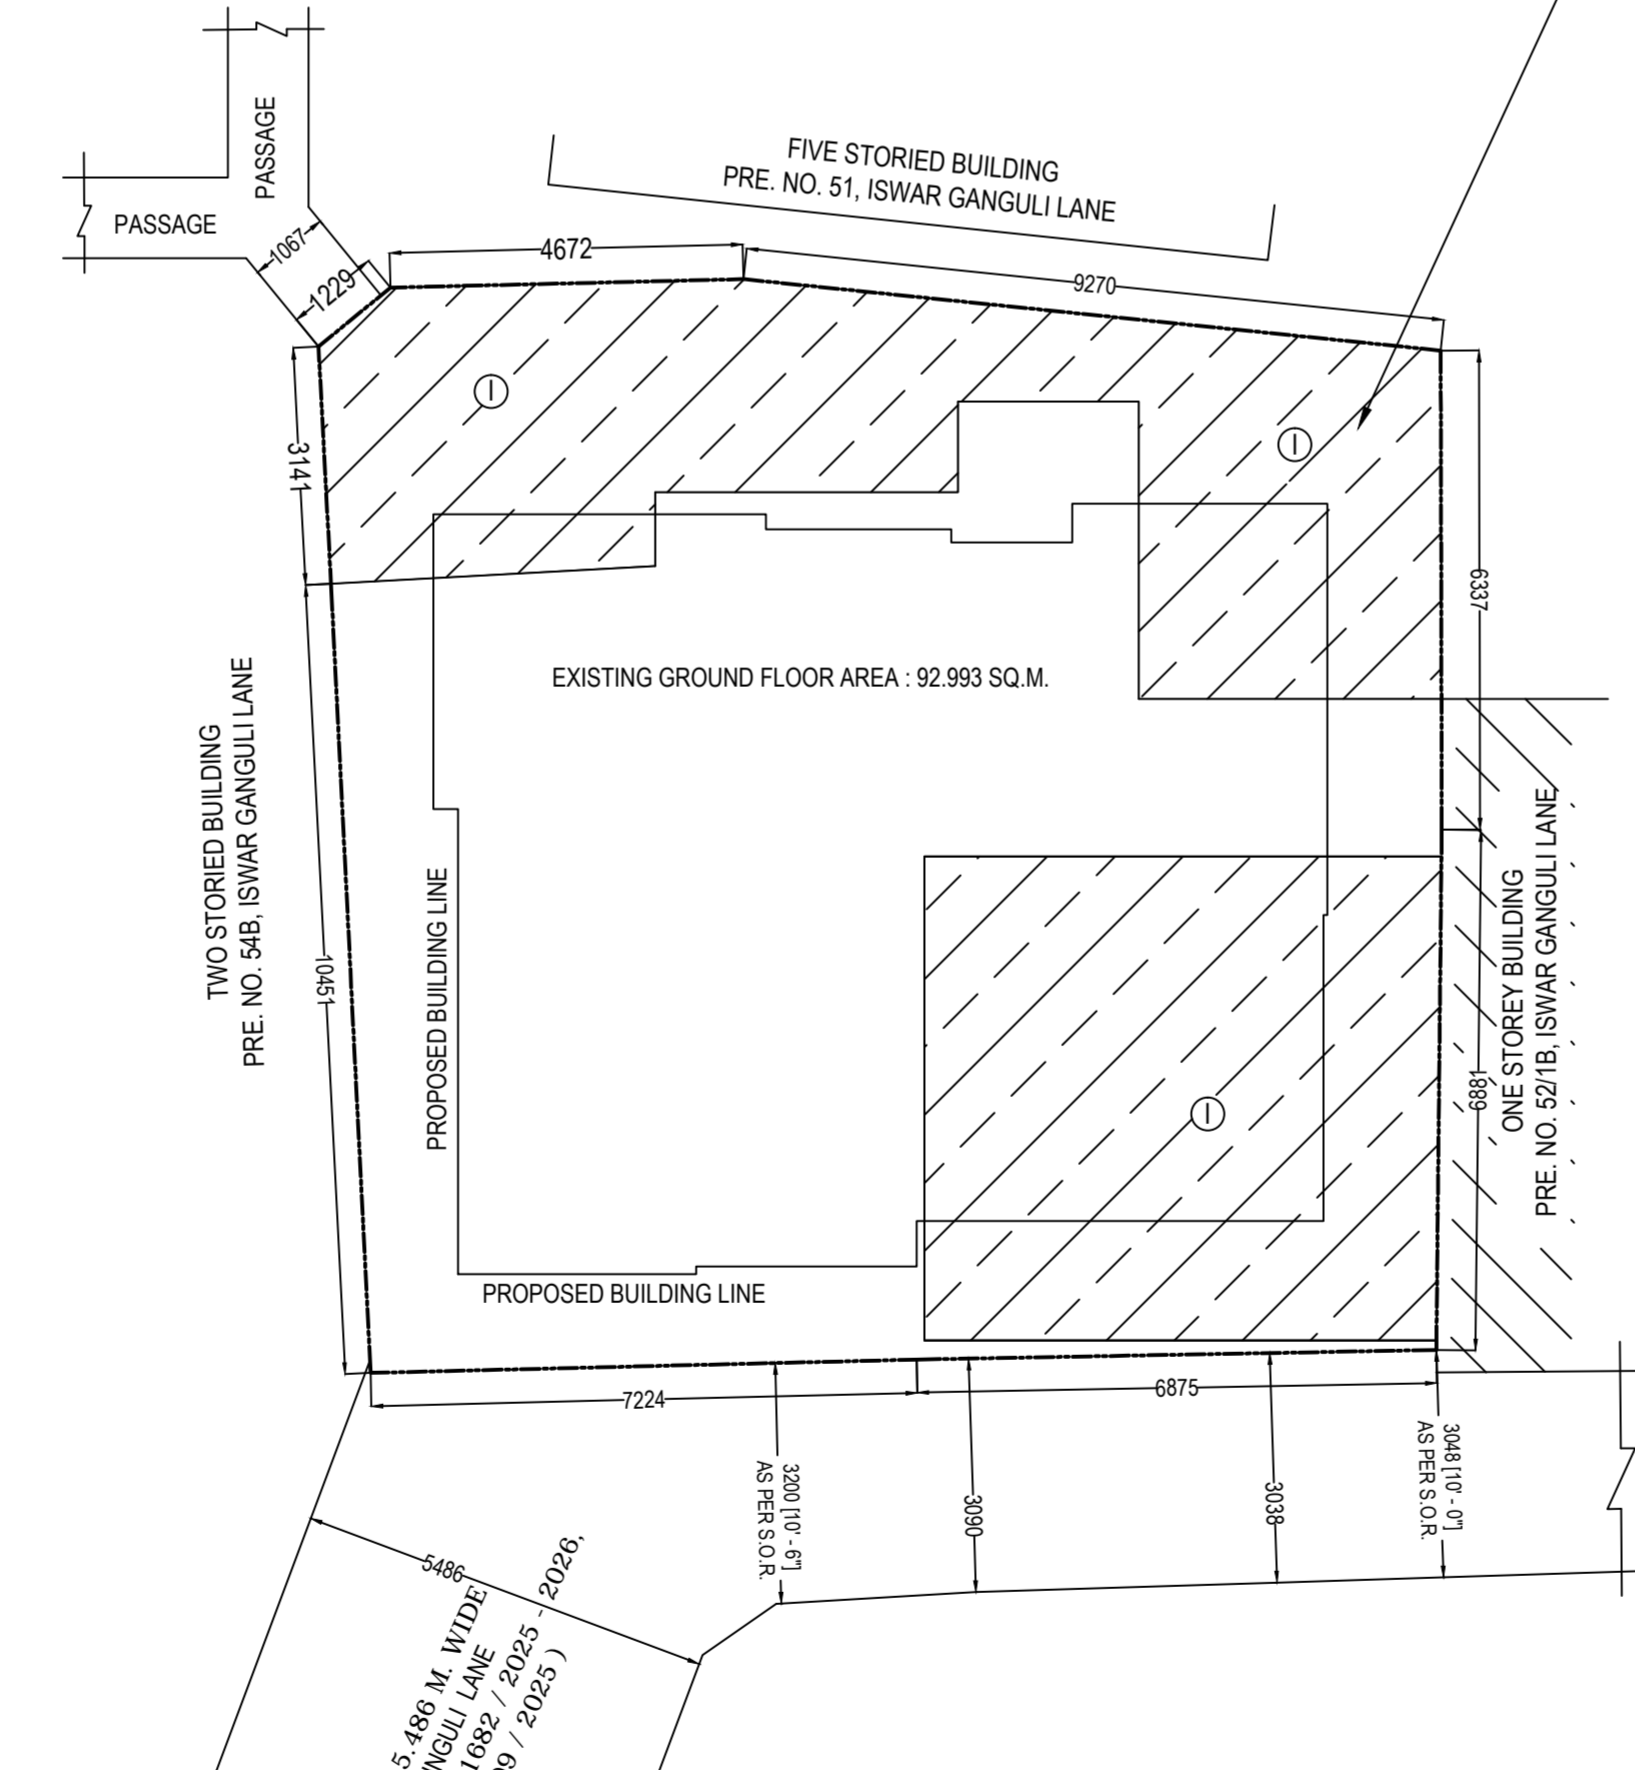 PASSAGE
PASSAGE
1067
1229
4672
FIVE STORIED BUILDING
PRE. NO. 51, ISWAR GANGULI LANE
9270
I
I
3141
6337
EXISTING GROUND FLOOR AREA : 92.993 SQ.M.
TWO STORIED BUILDING
PRE. NO. 54B, ISWAR GANGULI LANE
10451
PROPOSED BUILDING LINE
I
ONE STOREY BUILDING
PRE. NO. 52/1B, ISWAR GANGULI LANE
PROPOSED BUILDING LINE
7224
6875
3200 [10' - 6"]
AS PER S.O.R.
3090
3038
3048 [10' - 0"]
AS PER S.O.R.
5486
5.486 M. WIDE
NGULI LANE
1682 / 2025 - 2026,
9 / 2025 )